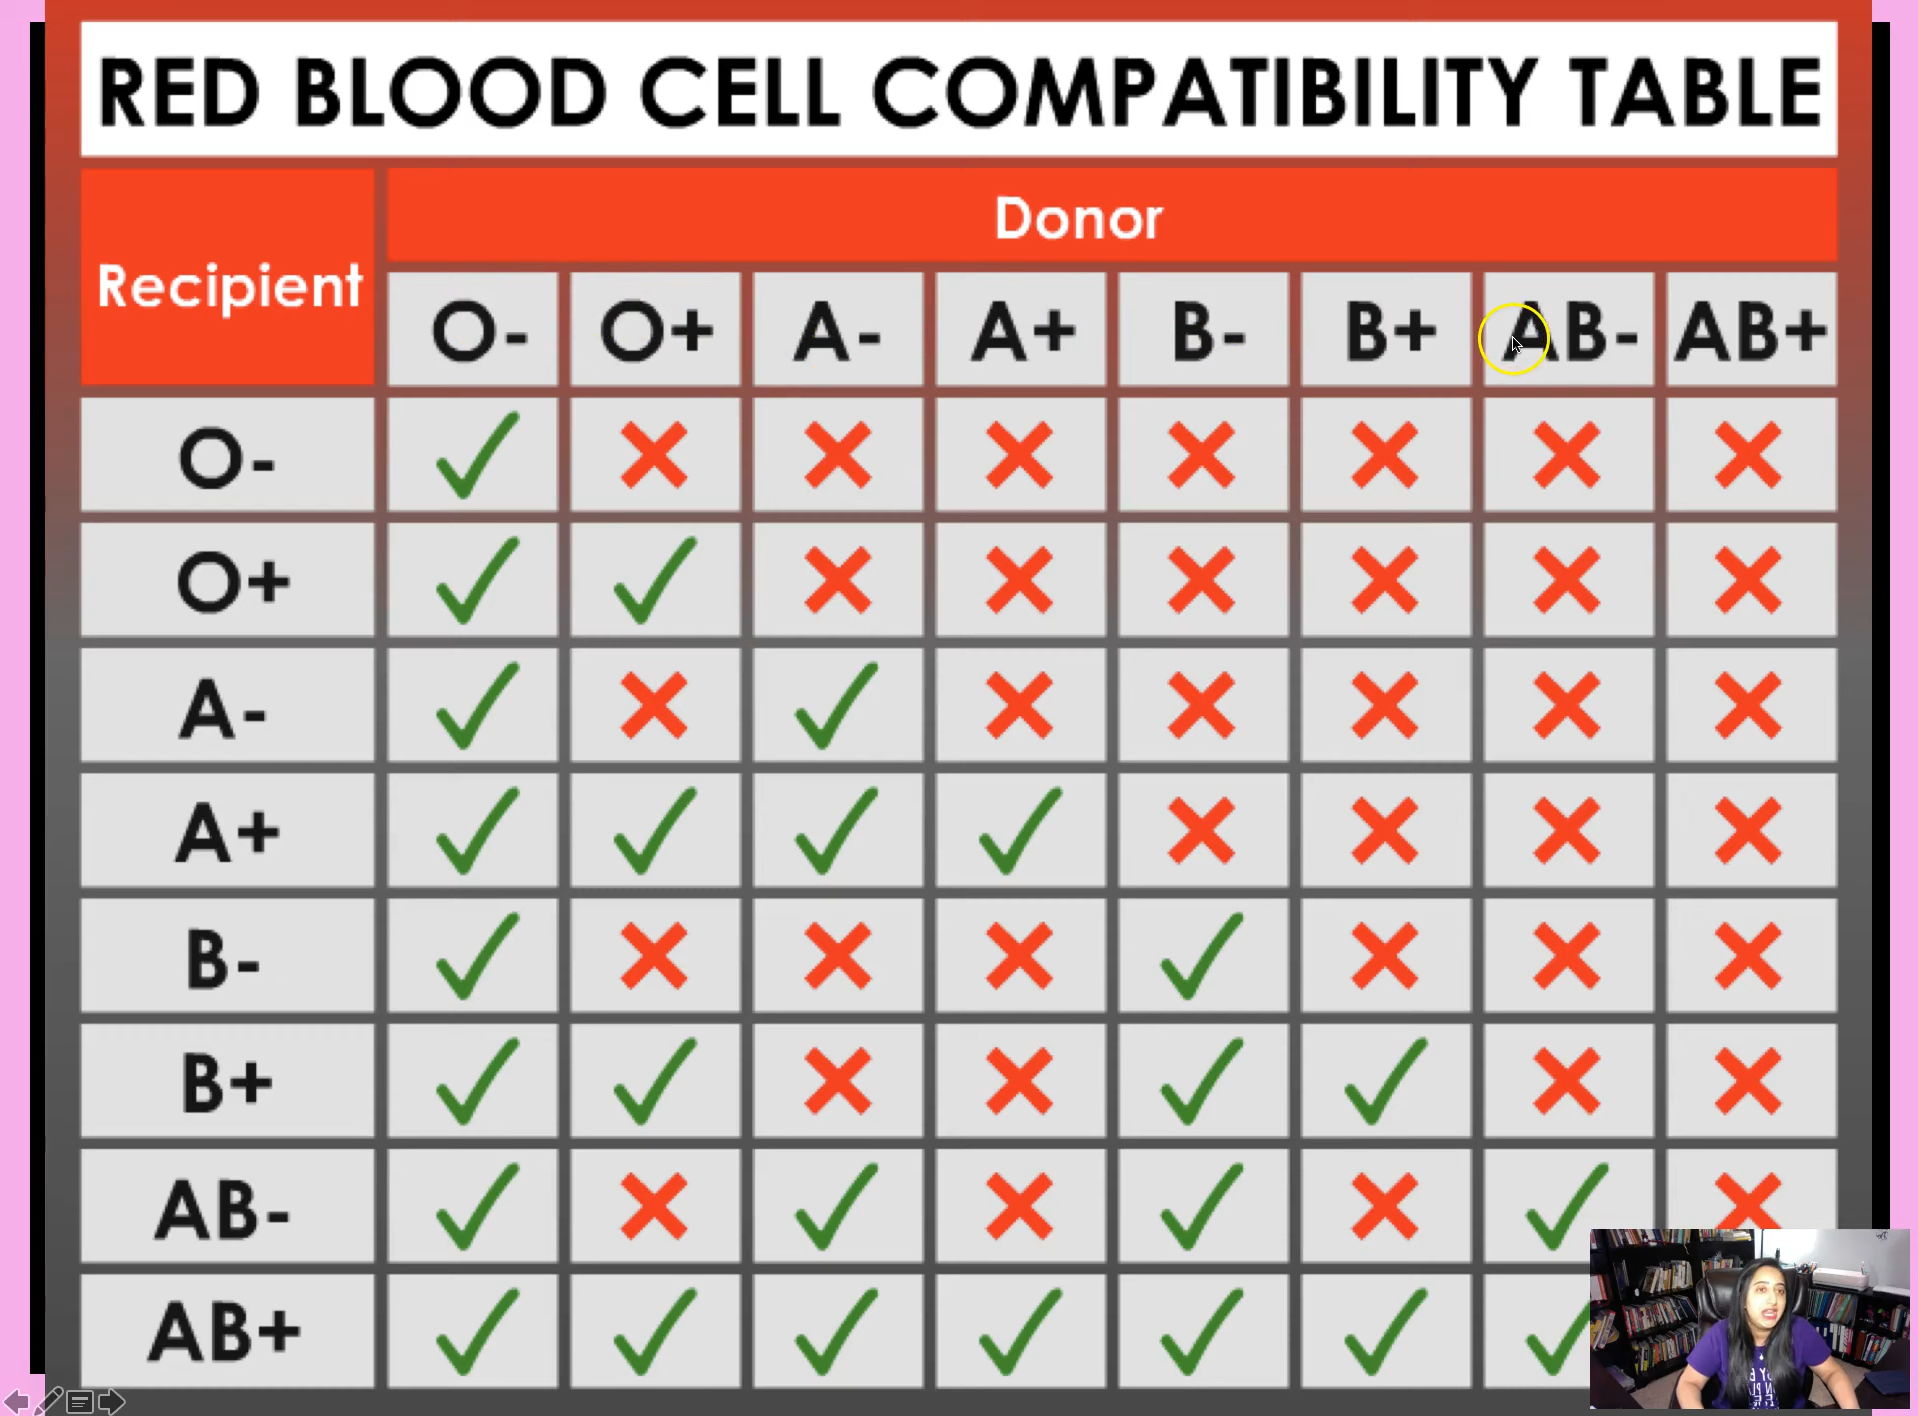 RED BLOOD CELL COMPATIBILITY TABLE
Recipient
Donor
O- O+ A- A+ B- B+ AB- AB+
O-
O+
A-
A+
B-
B+
AB-
AB+